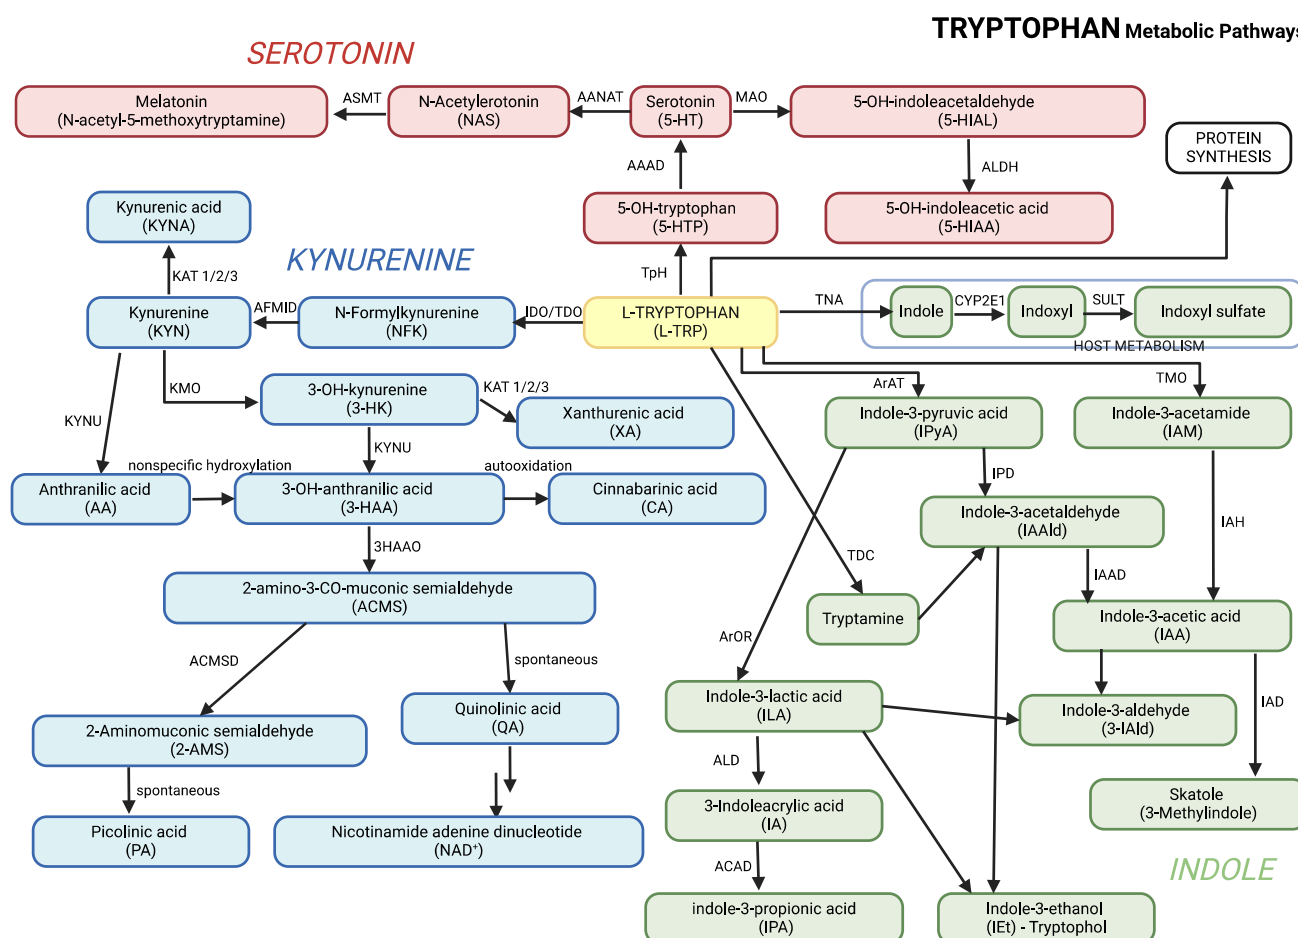 TRYPTOPHAN Metabolic Pathways
SEROTONIN
Melatonin
(N-acetyl-5-methoxytryptamine)
ASMT
N-Acetylerotonin
(NAS)
AANAT
Serotonin
(5-HT)
MAO
5-OH-indoleacetaldehyde
(5-HIAL)
PROTEIN
SYNTHESIS
AAAD
ALDH
Kynurenic acid
(KYNA)
5-OH-tryptophan
(5-HTP)
5-OH-indoleacetic acid
(5-HIAA)
KYNURENINE
KAT 1/2/3
TpH
Kynurenine
(KYN)
AFMID
N-Formylkynurenine
(NFK)
IDO/TDO
L-TRYPTOPHAN
(L-TRP)
TNA
Indole
CYP2E1
Indoxyl
SULT
Indoxyl sulfate
HOST METABOLISM
KMO
3-OH-kynurenine
(3-HK)
KAT 1/2/3
ArAT
TMO
KYNU
Xanthurenic acid
(XA)
Indole-3-pyruvic acid
(IPyA)
Indole-3-acetamide
(IAM)
KYNU
nonspecific hydroxylation
autooxidation
IPD
Anthranilic acid
(AA)
3-OH-anthranilic acid
(3-HAA)
Cinnabarinic acid
(CA)
Indole-3-acetaldehyde
(IAAld)
IAH
3HAAO
TDC
IAAD
2-amino-3-CO-muconic semialdehyde
(ACMS)
Tryptamine
Indole-3-acetic acid
(IAA)
ACMSD
spontaneous
ArOR
Quinolinic acid
(QA)
Indole-3-lactic acid
(ILA)
Indole-3-aldehyde
(3-IAld)
IAD
2-Aminomuconic semialdehyde
(2-AMS)
ALD
spontaneous
Skatole
(3-Methylindole)
Picolinic acid
(PA)
Nicotinamide adenine dinucleotide
(NAD⁺)
3-Indoleacrylic acid
(IA)
ACAD
INDOLE
indole-3-propionic acid
(IPA)
Indole-3-ethanol
(IEt) - Tryptophol